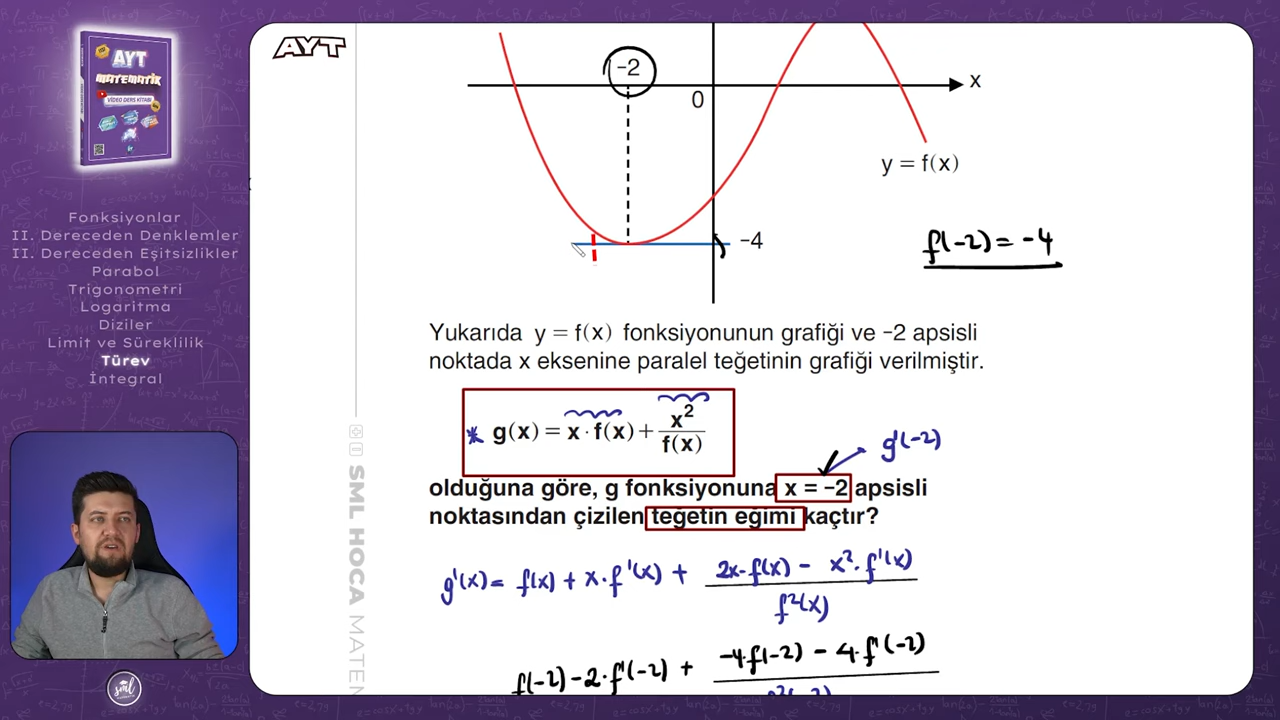 AYT
AYT
MATEMATİK
VİDEO DERS KİTABI
Fonksiyonlar
II. Dereceden Denklemler
II. Dereceden Eşitsizlikler
Parabol
Trigonometri
Logaritma
Diziler
Limit ve Süreklilik
Türev
İntegral
sml
SML HOCA MATEM
-2
0
x
y = f(x)
-4
f(-2) = -4
Yukarıda y = f(x) fonksiyonunun grafiği ve -2 apsisli
noktada x eksenine paralel teğetinin grafiği verilmiştir.
* g(x) = x · f(x) + x² / f(x)
g'(-2)
olduğuna göre, g fonksiyonuna x = -2 apsisli
noktasından çizilen teğetin eğimi kaçtır?
g'(x) = f(x) + x · f'(x) + 2x · f(x) - x² · f'(x) / f²(x)
f(-2) - 2 · f'(-2) + -4 · f(-2) - 4 · f'(-2)